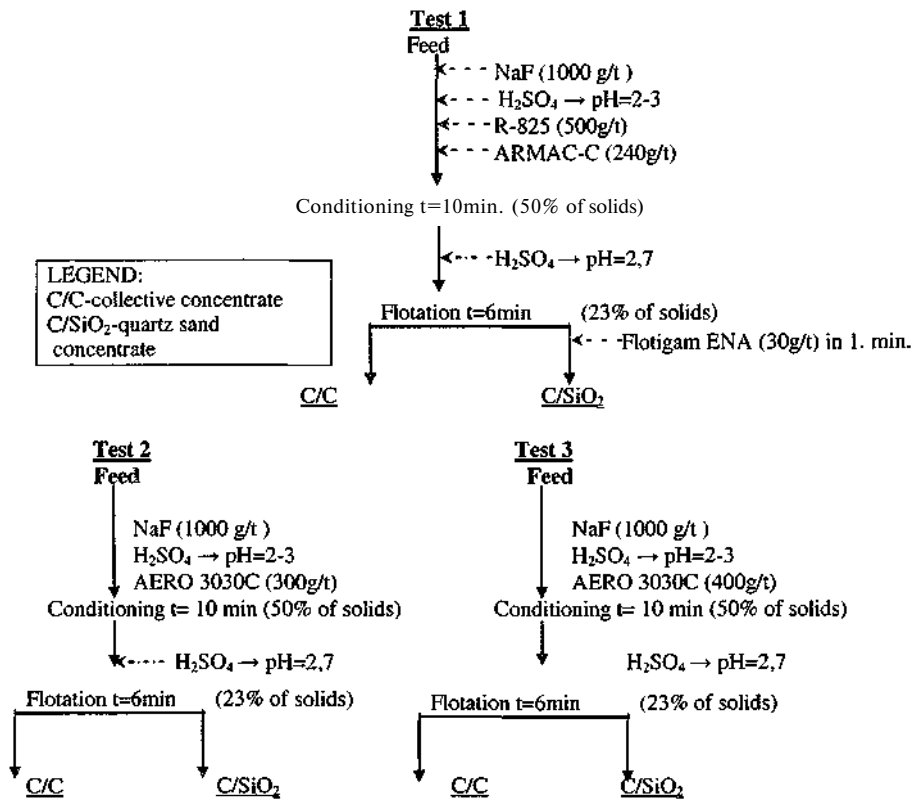 Test 1
Feed
NaF (1000 g/t )
H₂SO₄ → pH=2-3
R-825 (500g/t)
ARMAC-C (240g/t)
Conditioning t=10min. (50% of solids)
H₂SO₄ → pH=2,7
LEGEND:
C/C-collective concentrate
C/SiO₂-quartz sand
concentrate
Flotation t=6min (23% of solids)
Flotigam ENA (30g/t) in 1. min.
C/C C/SiO₂
Test 2
Feed
NaF (1000 g/t )
H₂SO₄ → pH=2-3
AERO 3030C (300g/t)
Conditioning t= 10 min (50% of solids)
H₂SO₄ → pH=2,7
Flotation t=6min (23% of solids)
C/C C/SiO₂
Test 3
Feed
NaF (1000 g/t )
H₂SO₄ → pH=2-3
AERO 3030C (400g/t)
Conditioning t= 10 min (50% of solids)
H₂SO₄ → pH=2,7
Flotation t=6min (23% of solids)
C/C C/SiO₂